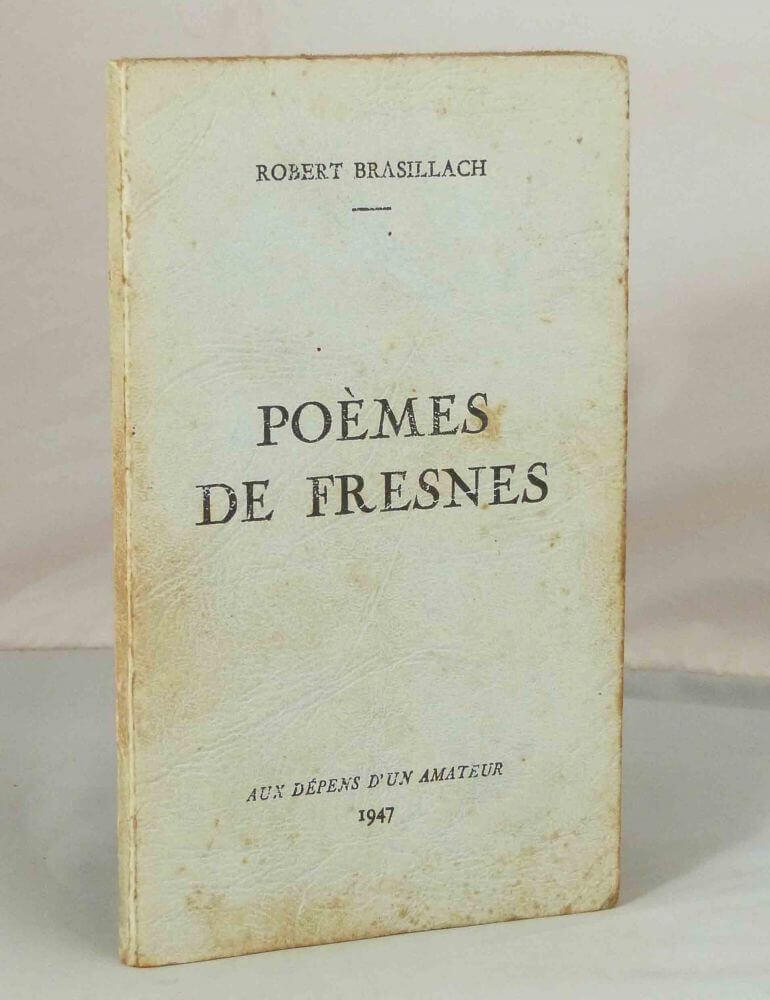 ROBERT BRASILLACH
POÈMES
DE FRESNES
AUX DÉPENS D'UN AMATEUR
1947